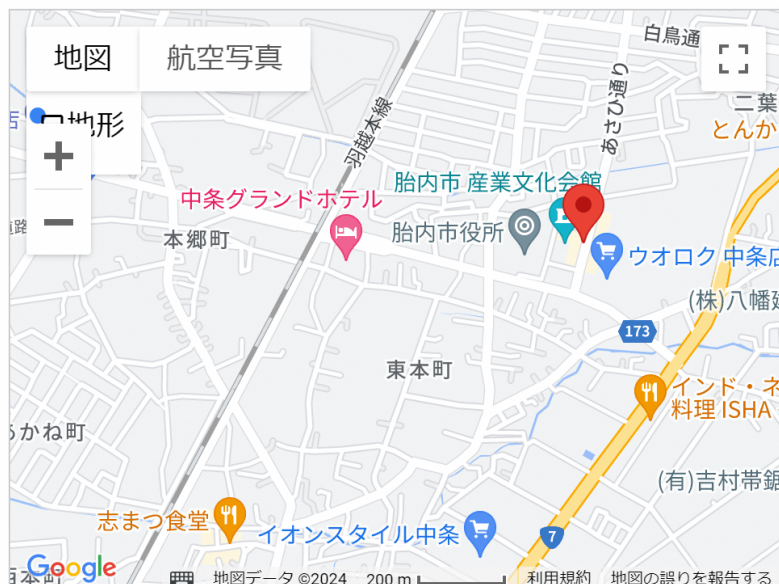 地図
航空写真
地形
白鳥通
二葉
とんか
あさひ通り
羽越本線
店
中条グランドホテル
胎内市 産業文化会館
胎内市役所
本郷町
道路
ウオロク 中条店
(株)八幡建
173
東本町
インド・ネ
料理 ISHA
あかね町
(有)吉村帯鋸
志まつ食堂
イオンスタイル中条
7
Google
西本町
地図データ ©2024
200 m
利用規約
地図の誤りを報告する